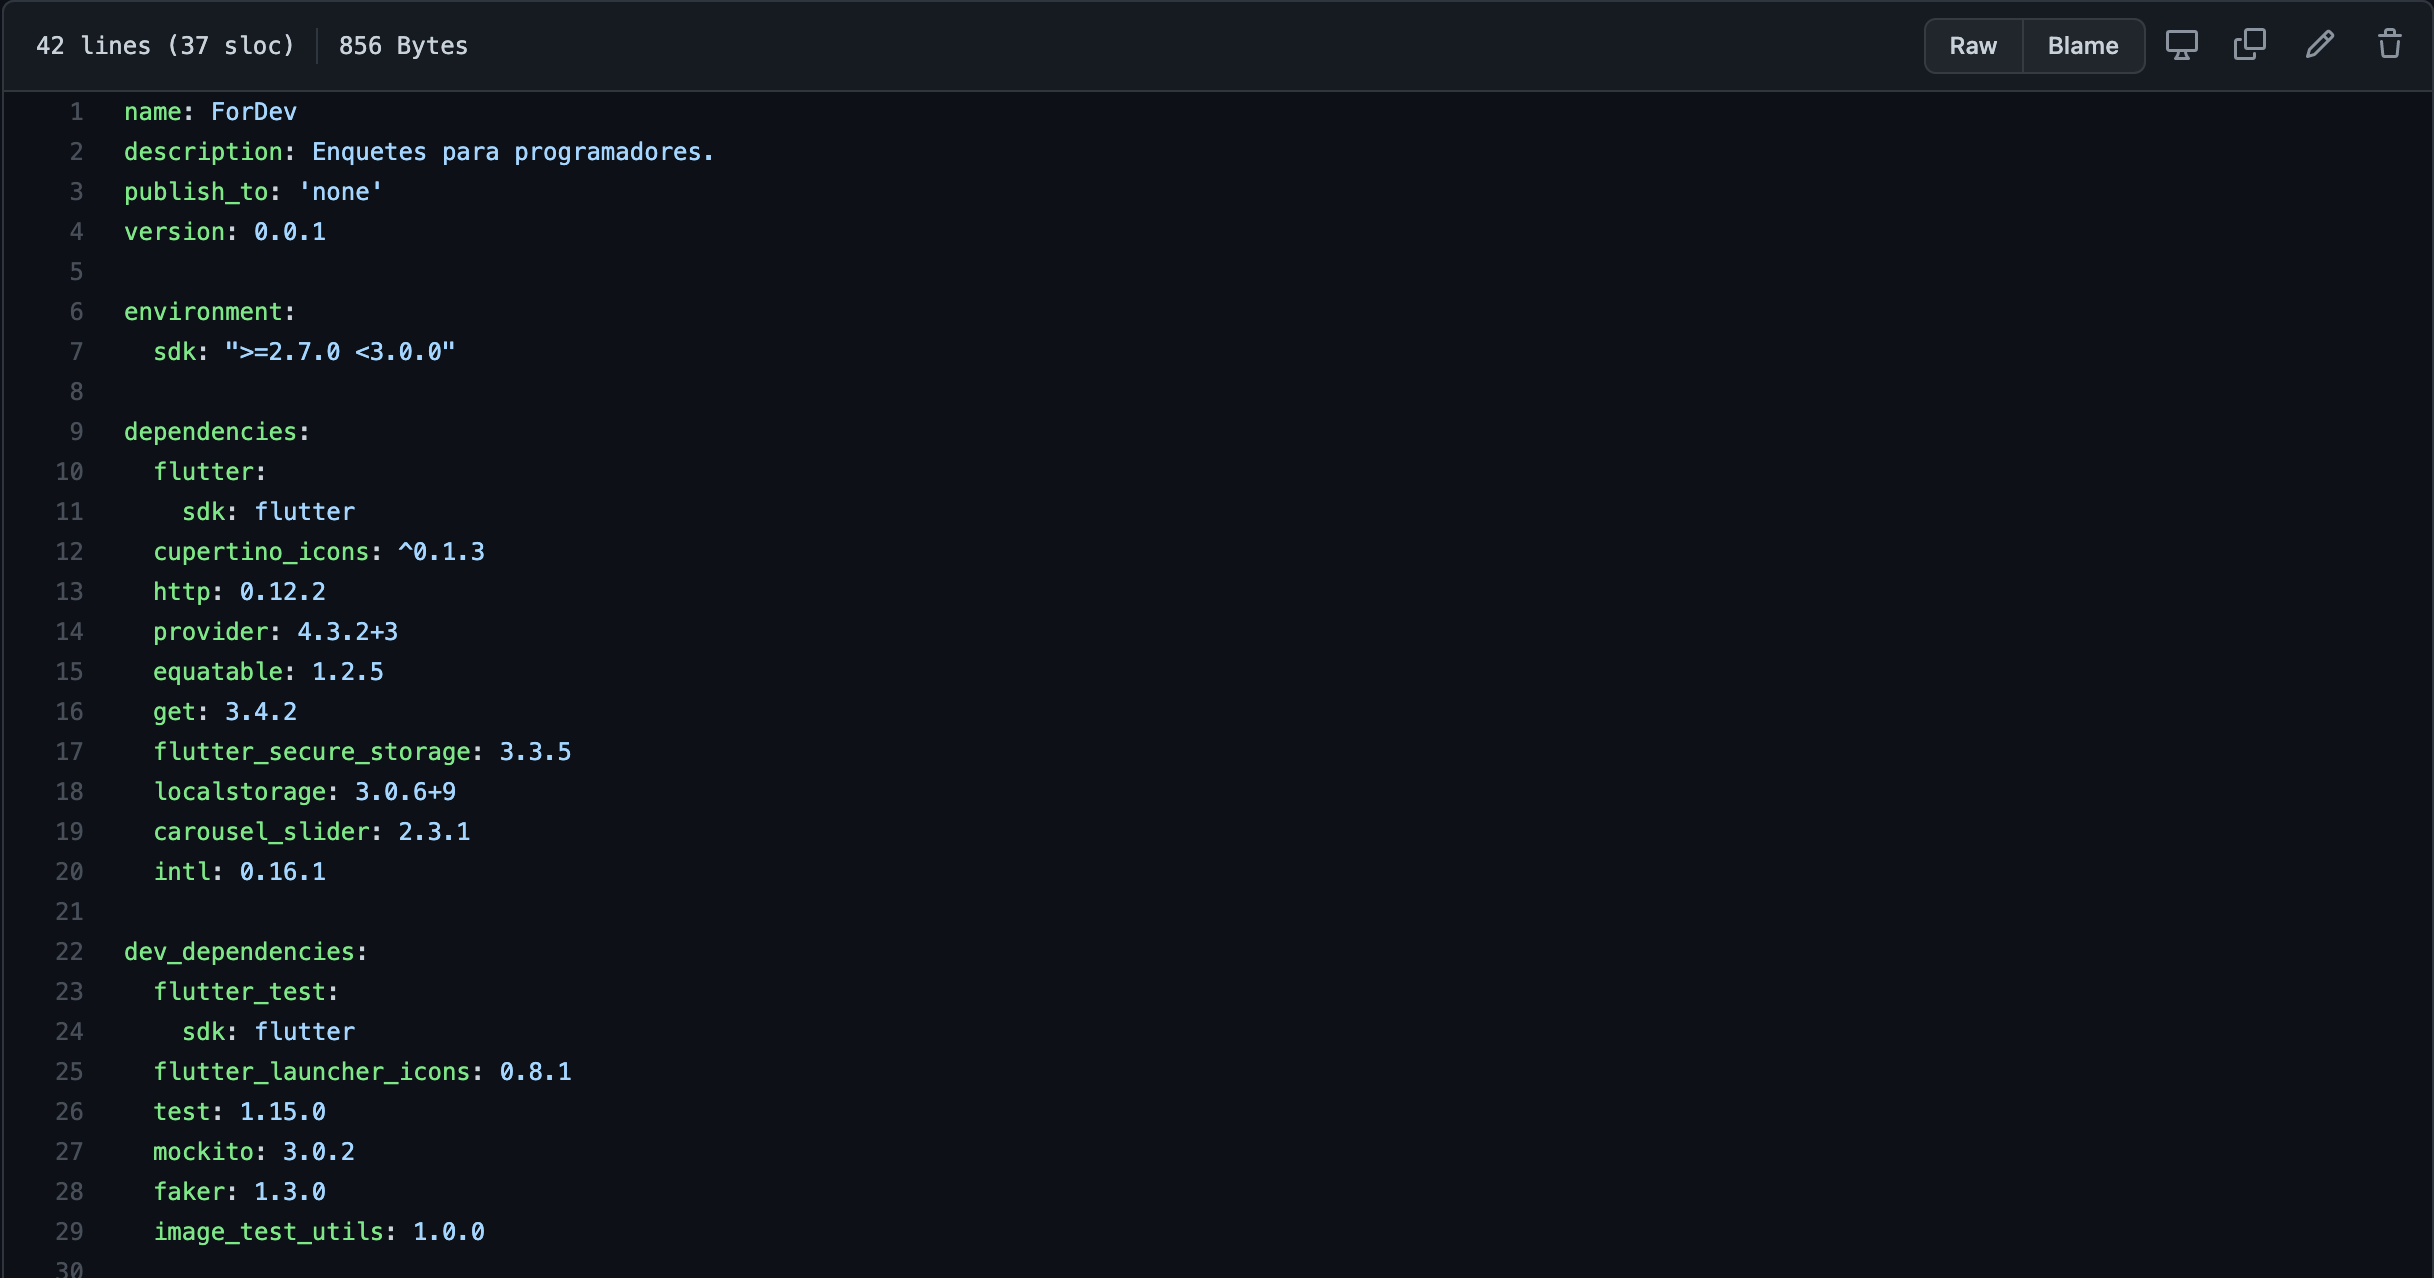 42 lines (37 sloc) 856 Bytes Raw Blame
1 name: ForDev
2 description: Enquetes para programadores.
3 publish_to: 'none'
4 version: 0.0.1
5
6 environment:
7   sdk: ">=2.7.0 <3.0.0"
8
9 dependencies:
10   flutter:
11     sdk: flutter
12   cupertino_icons: ^0.1.3
13   http: 0.12.2
14   provider: 4.3.2+3
15   equatable: 1.2.5
16   get: 3.4.2
17   flutter_secure_storage: 3.3.5
18   localstorage: 3.0.6+9
19   carousel_slider: 2.3.1
20   intl: 0.16.1
21
22 dev_dependencies:
23   flutter_test:
24     sdk: flutter
25   flutter_launcher_icons: 0.8.1
26   test: 1.15.0
27   mockito: 3.0.2
28   faker: 1.3.0
29   image_test_utils: 1.0.0
30